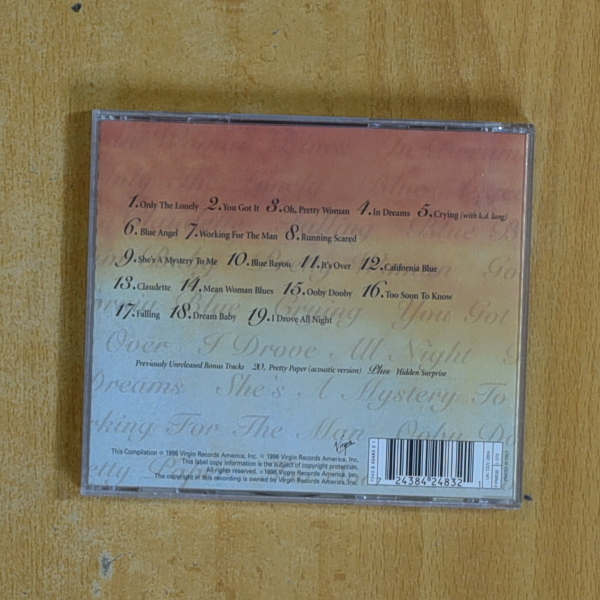 1. Only The Lonely 2. You Got It 3. Oh, Pretty Woman 4. In Dreams 5. Crying (with k.d. lang)
6. Blue Angel 7. Working For The Man 8. Running Scared
9. She's A Mystery To Me 10. Blue Bayou 11. It's Over 12. California Blue
13. Claudette 14. Mean Woman Blues 15. Ooby Dooby 16. Too Soon To Know
17. Falling 18. Dream Baby 19. I Drove All Night
You Got
Over I Drove All Night
Previously Unreleased Bonus Tracks 20. Pretty Paper (acoustic version) Plus Hidden Surprise
Dreams She's A Mystery To
king For The Man Ooby Do
Virgin
This Compilation ℗ 1996 Virgin Records America, Inc. © 1996 Virgin Records America, Inc.
This label copy information is the subject of copyright protection.
All rights reserved. © 1996 Virgin Records America, Inc.
The copyright in this recording is owned by Virgin Records America, Inc.
7 24384 24832 1